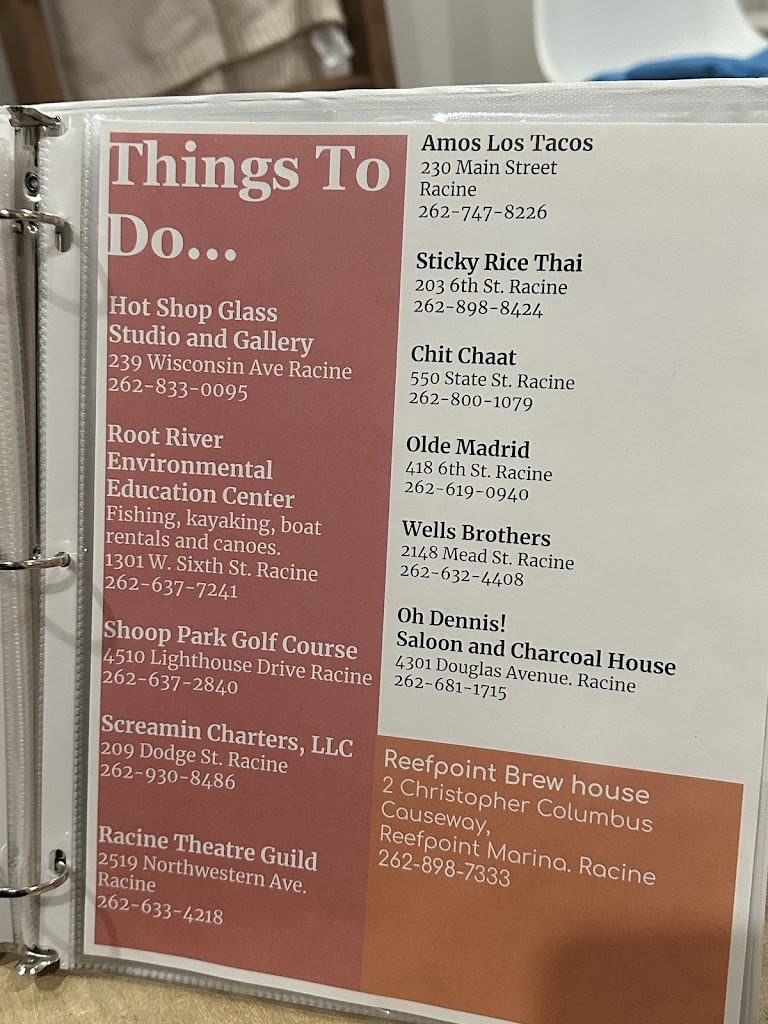 Things To
Do...
Hot Shop Glass
Studio and Gallery
239 Wisconsin Ave Racine
262-833-0095
Root River
Environmental
Education Center
Fishing, kayaking, boat
rentals and canoes.
1301 W. Sixth St. Racine
262-637-7241
Shoop Park Golf Course
4510 Lighthouse Drive Racine
262-637-2840
Screamin Charters, LLC
209 Dodge St. Racine
262-930-8486
Racine Theatre Guild
2519 Northwestern Ave.
Racine
262-633-4218
Amos Los Tacos
230 Main Street
Racine
262-747-8226
Sticky Rice Thai
203 6th St. Racine
262-898-8424
Chit Chaat
550 State St. Racine
262-800-1079
Olde Madrid
418 6th St. Racine
262-619-0940
Wells Brothers
2148 Mead St. Racine
262-632-4408
Oh Dennis!
Saloon and Charcoal House
4301 Douglas Avenue. Racine
262-681-1715
Reefpoint Brew house
2 Christopher Columbus
Causeway,
Reefpoint Marina. Racine
262-898-7333